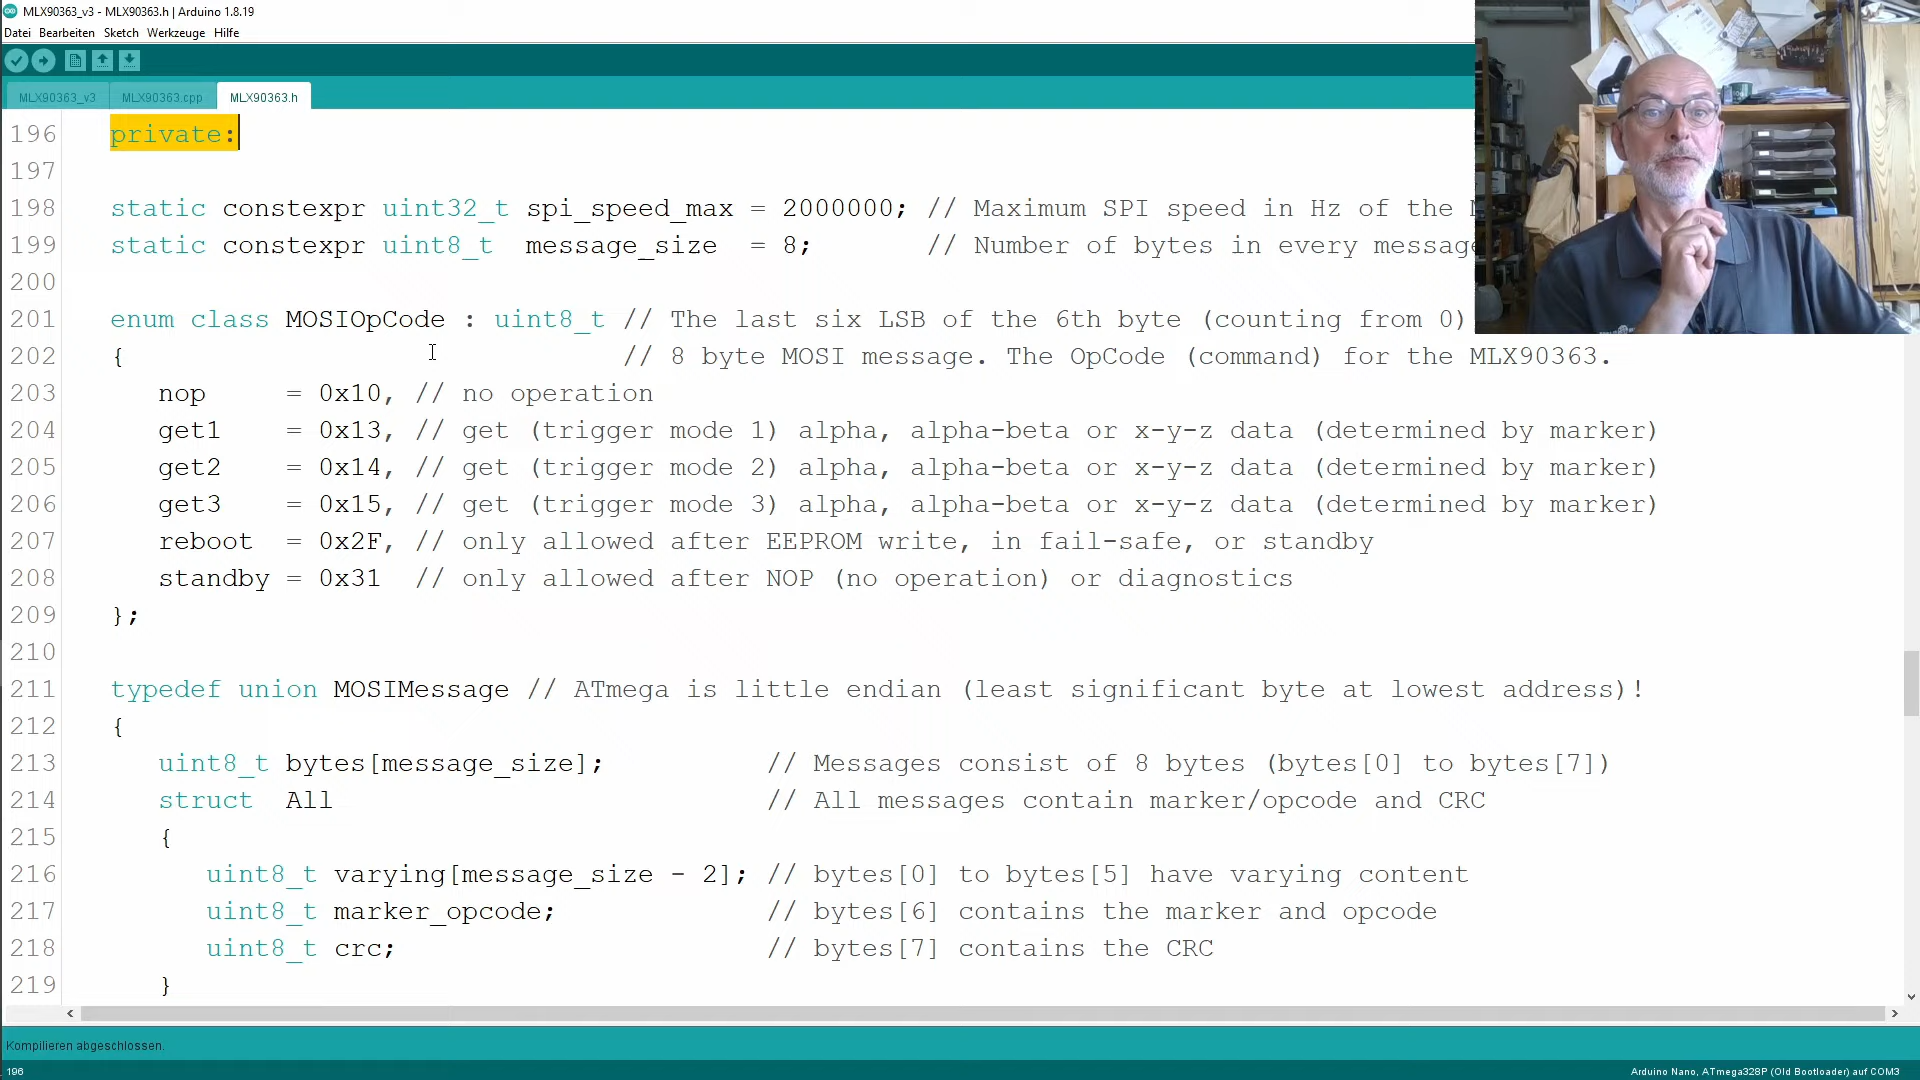 MLX90363_v3 - MLX90363.h | Arduino 1.8.19
Datei Bearbeiten Sketch Werkzeuge Hilfe
MLX90363_v3 MLX90363.cpp MLX90363.h
196 private:
197
198 static constexpr uint32_t spi_speed_max = 2000000; // Maximum SPI speed in Hz of the
199 static constexpr uint8_t message_size = 8; // Number of bytes in every message
200
201 enum class MOSIOpCode : uint8_t // The last six LSB of the 6th byte (counting from 0)
202 { // 8 byte MOSI message. The OpCode (command) for the MLX90363.
203 nop = 0x10, // no operation
204 get1 = 0x13, // get (trigger mode 1) alpha, alpha-beta or x-y-z data (determined by marker)
205 get2 = 0x14, // get (trigger mode 2) alpha, alpha-beta or x-y-z data (determined by marker)
206 get3 = 0x15, // get (trigger mode 3) alpha, alpha-beta or x-y-z data (determined by marker)
207 reboot = 0x2F, // only allowed after EEPROM write, in fail-safe, or standby
208 standby = 0x31 // only allowed after NOP (no operation) or diagnostics
209 };
210
211 typedef union MOSIMessage // ATmega is little endian (least significant byte at lowest address)!
212 {
213 uint8_t bytes[message_size]; // Messages consist of 8 bytes (bytes[0] to bytes[7])
214 struct All // All messages contain marker/opcode and CRC
215 {
216 uint8_t varying[message_size - 2]; // bytes[0] to bytes[5] have varying content
217 uint8_t marker_opcode; // bytes[6] contains the marker and opcode
218 uint8_t crc; // bytes[7] contains the CRC
219 }
Kompilieren abgeschlossen.
196 Arduino Nano, ATmega328P (Old Bootloader) auf COM3